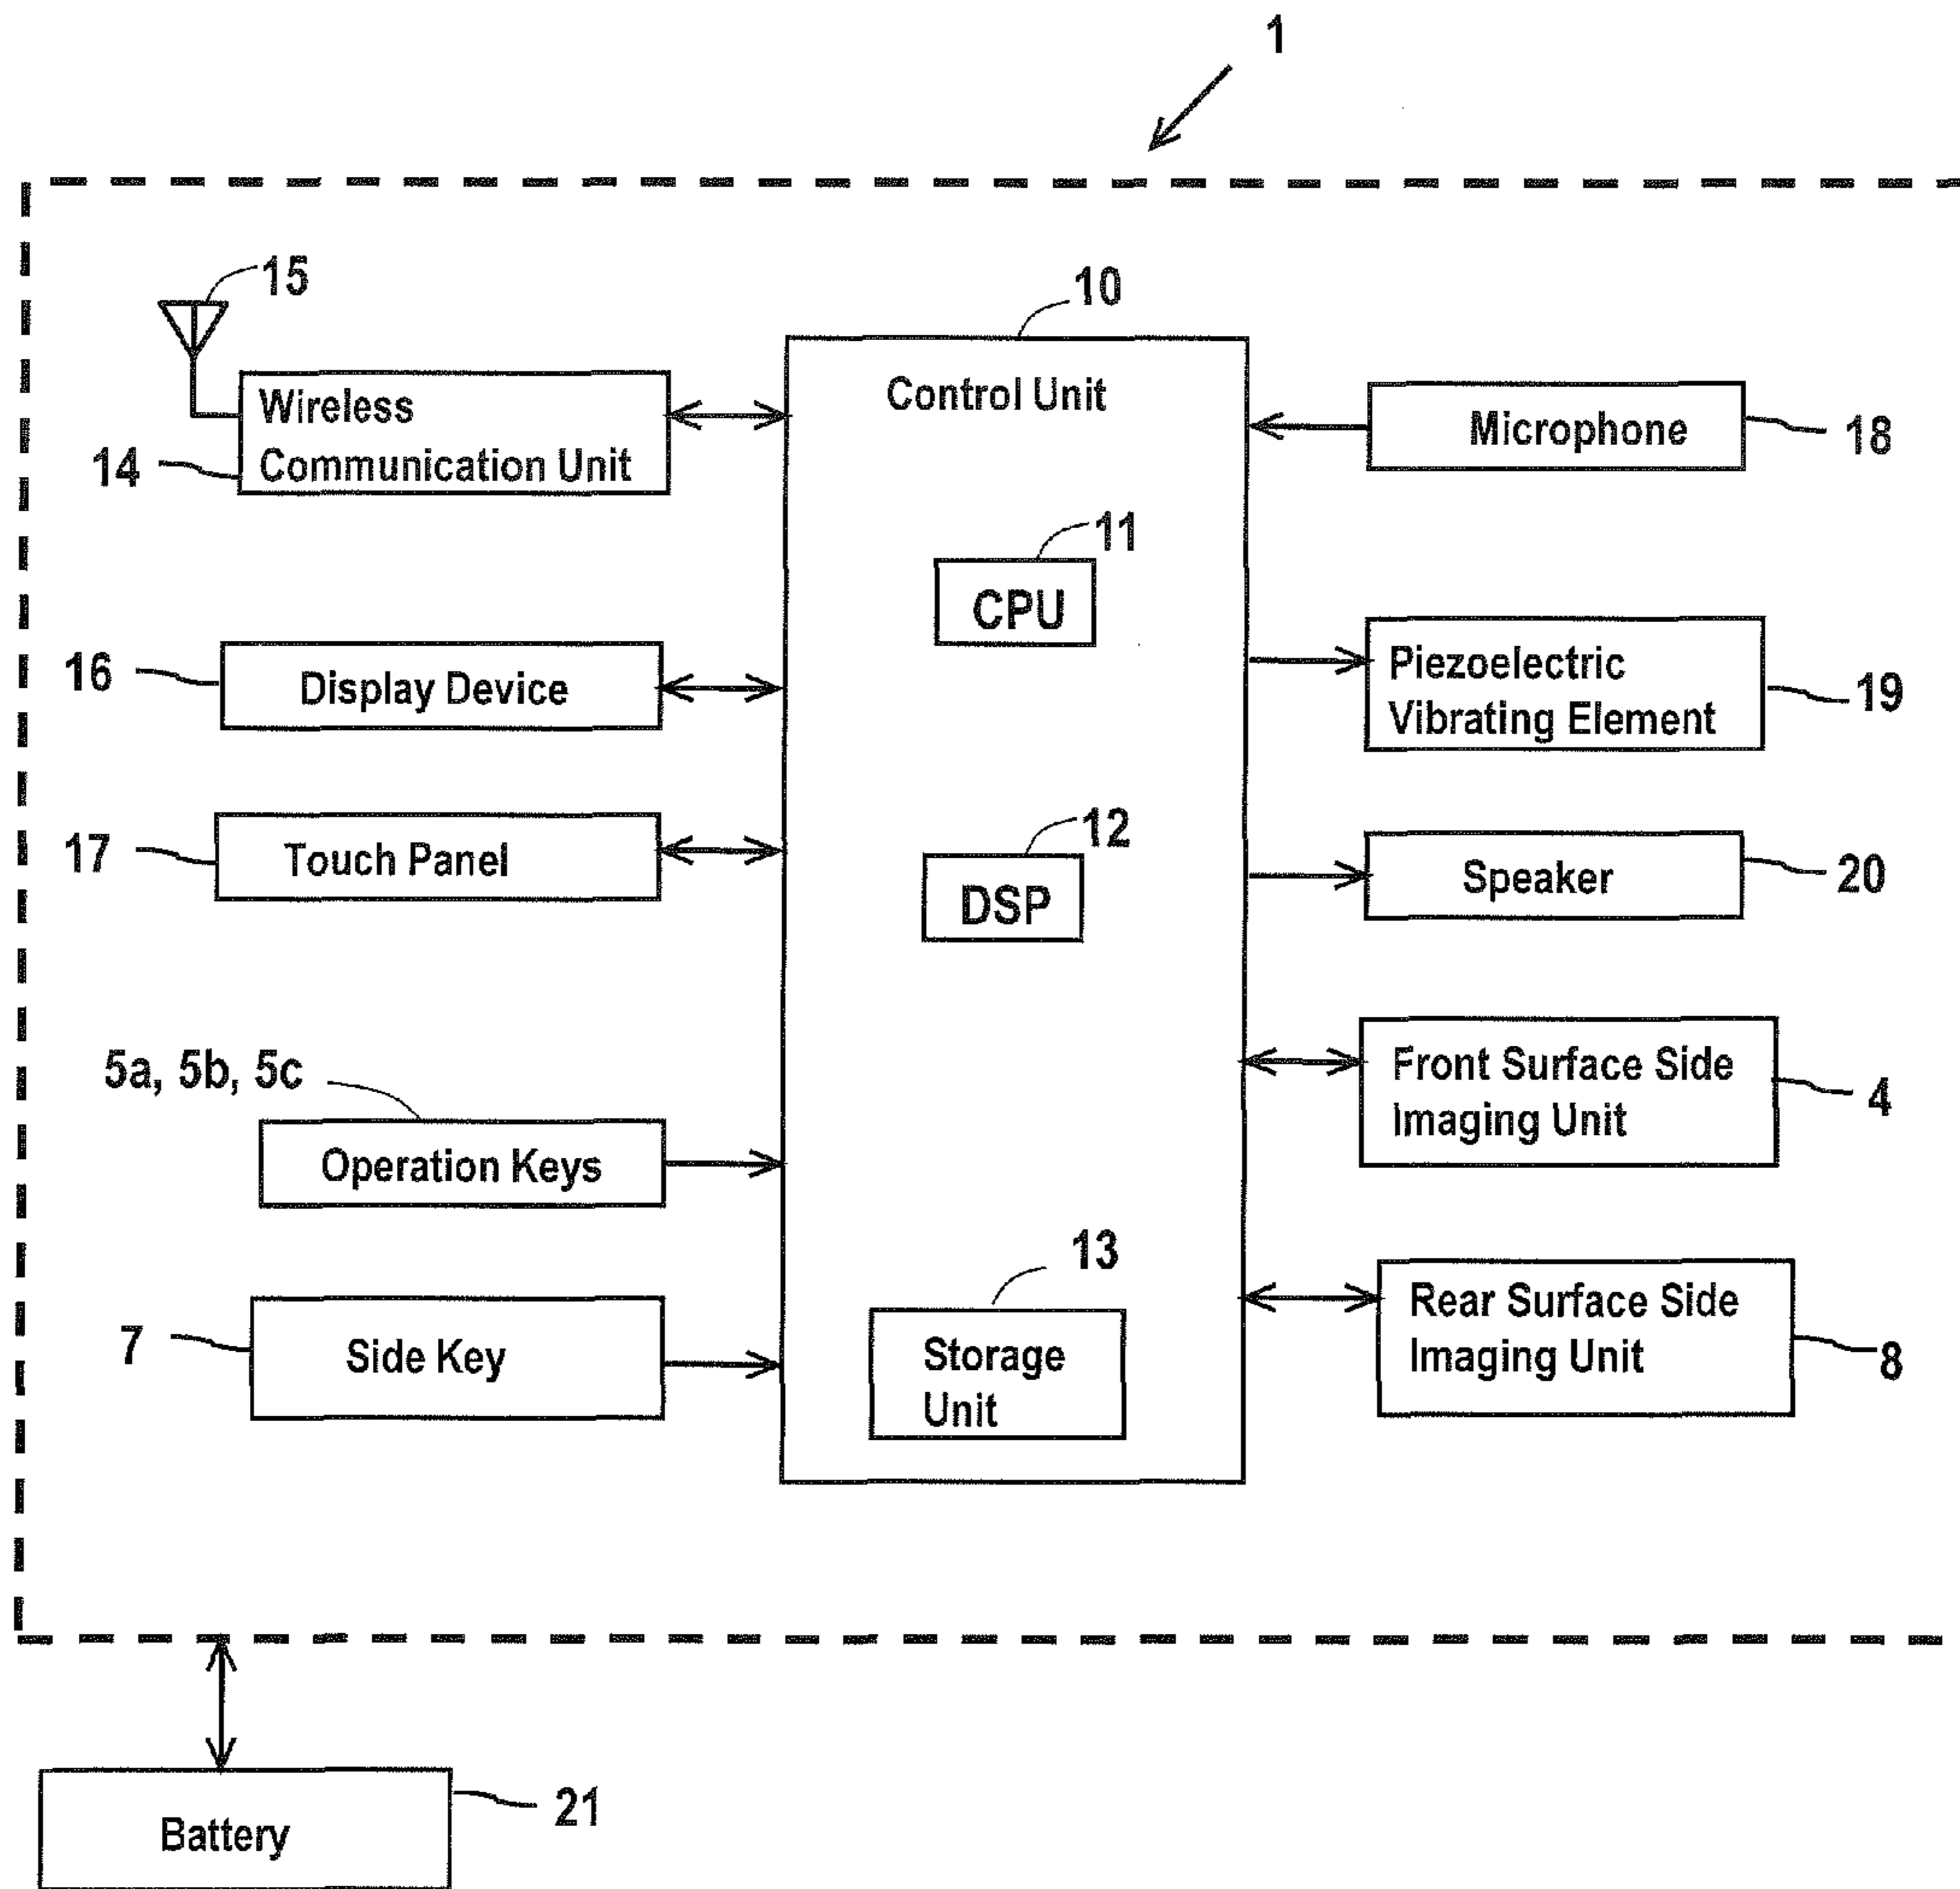 1
15
10
Wireless
Communication Unit
14
Control Unit
Microphone
18
11
CPU
16
Display Device
Piezoelectric
Vibrating Element
19
17
Touch Panel
12
DSP
Speaker
20
5a, 5b, 5c
Operation Keys
Front Surface Side
Imaging Unit
4
7
Side Key
13
Storage
Unit
Rear Surface Side
Imaging Unit
8
Battery
21